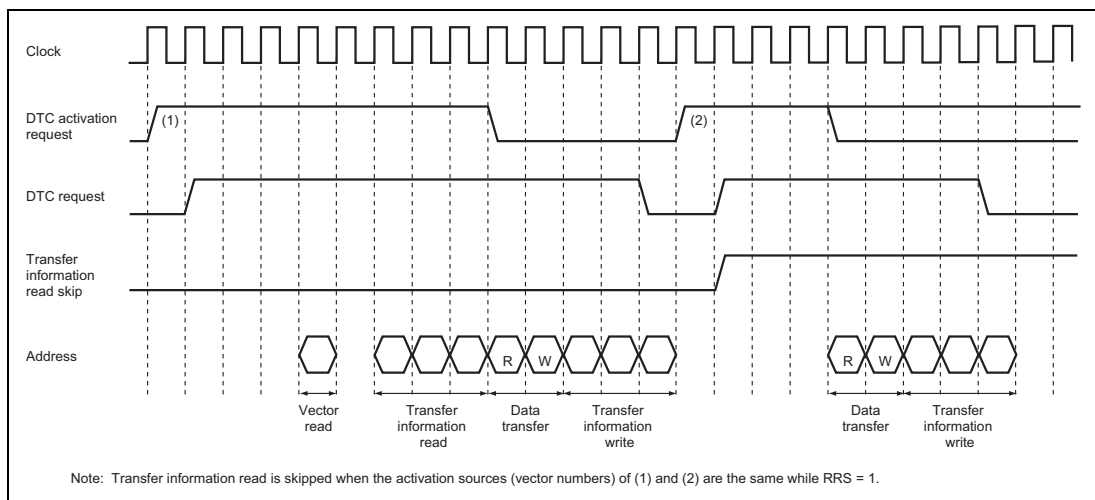 Clock
DTC activation
request
(1)
(2)
DTC request
Transfer
information
read skip
Address
R
W
R
W
Vector
read
Transfer
information
read
Data
transfer
Transfer
information
write
Data
transfer
Transfer
information
write
Note: Transfer information read is skipped when the activation sources (vector numbers) of (1) and (2) are the same while RRS = 1.